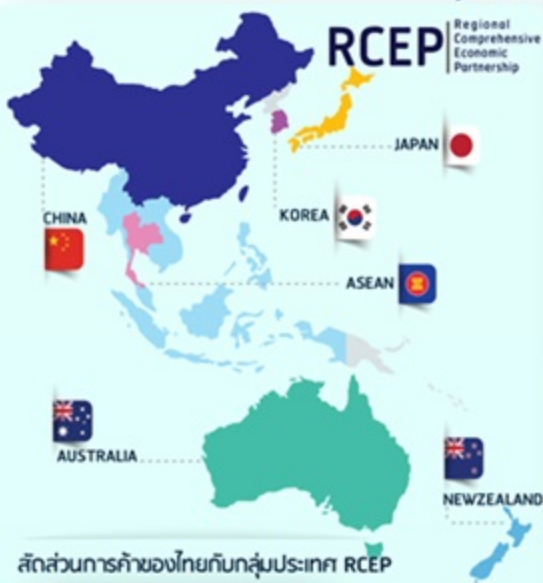 RCEP
Regional
Comprehensive
Economic
Partnership
JAPAN
KOREA
CHINA
ASEAN
AUSTRALIA
NEWZEALAND
สัดส่วนการค้าของไทยกับกลุ่มประเทศ RCEP